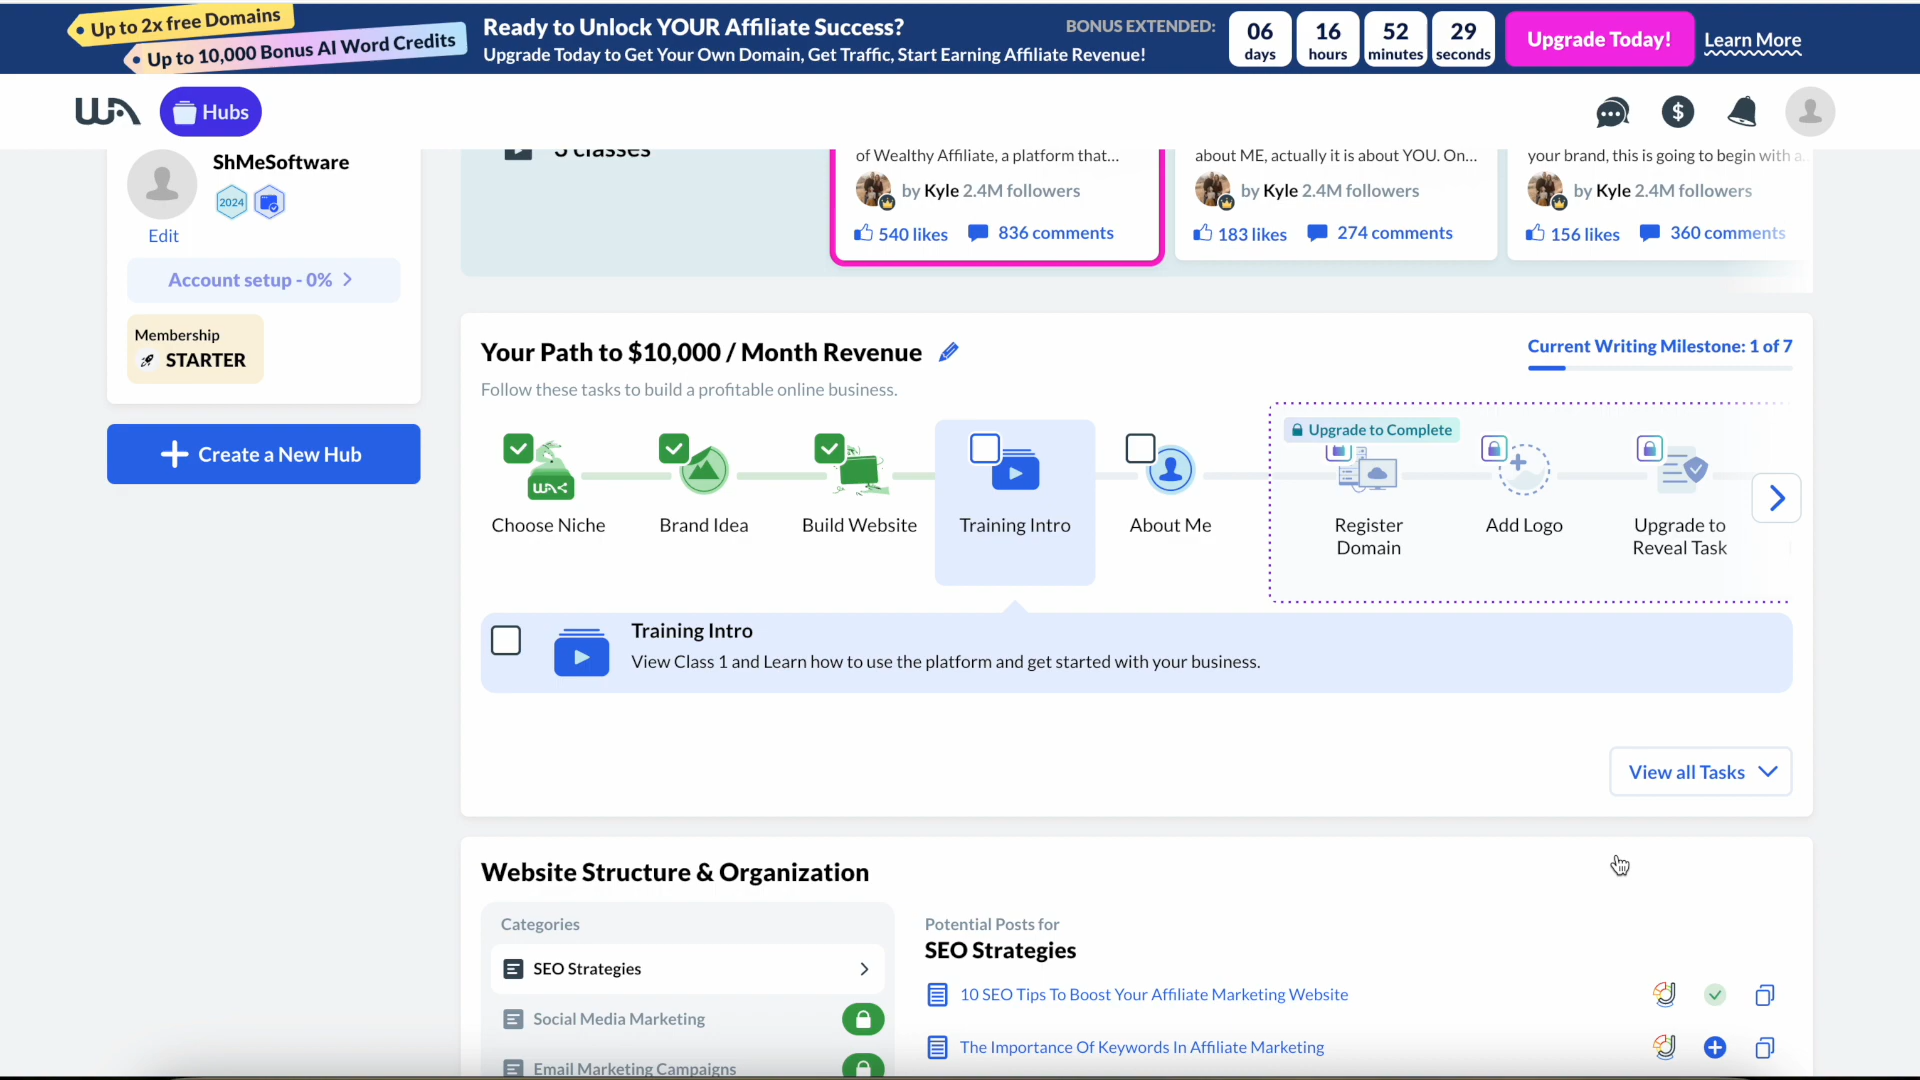 Up to 2x free Domains
Up to 10,000 Bonus AI Word Credits
Ready to Unlock YOUR Affiliate Success?
Upgrade Today to Get Your Own Domain, Get Traffic, Start Earning Affiliate Revenue!
BONUS EXTENDED:
06 days
16 hours
52 minutes
29 seconds
Upgrade Today!
Learn More
WA
Hubs
ShMeSoftware
2024
Edit
Account setup - 0%
Membership
STARTER
Create a New Hub
5 classes
of Wealthy Affiliate, a platform that...
by Kyle 2.4M followers
540 likes
836 comments
about ME, actually it is about YOU. On...
by Kyle 2.4M followers
183 likes
274 comments
your brand, this is going to begin with a
by Kyle 2.4M followers
156 likes
360 comments
Your Path to $10,000 / Month Revenue
Follow these tasks to build a profitable online business.
Current Writing Milestone: 1 of 7
Choose Niche
Brand Idea
Build Website
Training Intro
About Me
Upgrade to Complete
Register
Domain
Add Logo
Upgrade to
Reveal Task
Training Intro
View Class 1 and Learn how to use the platform and get started with your business.
View all Tasks
Website Structure & Organization
Categories
SEO Strategies
Social Media Marketing
Email Marketing Campaigns
Potential Posts for
SEO Strategies
10 SEO Tips To Boost Your Affiliate Marketing Website
The Importance Of Keywords In Affiliate Marketing